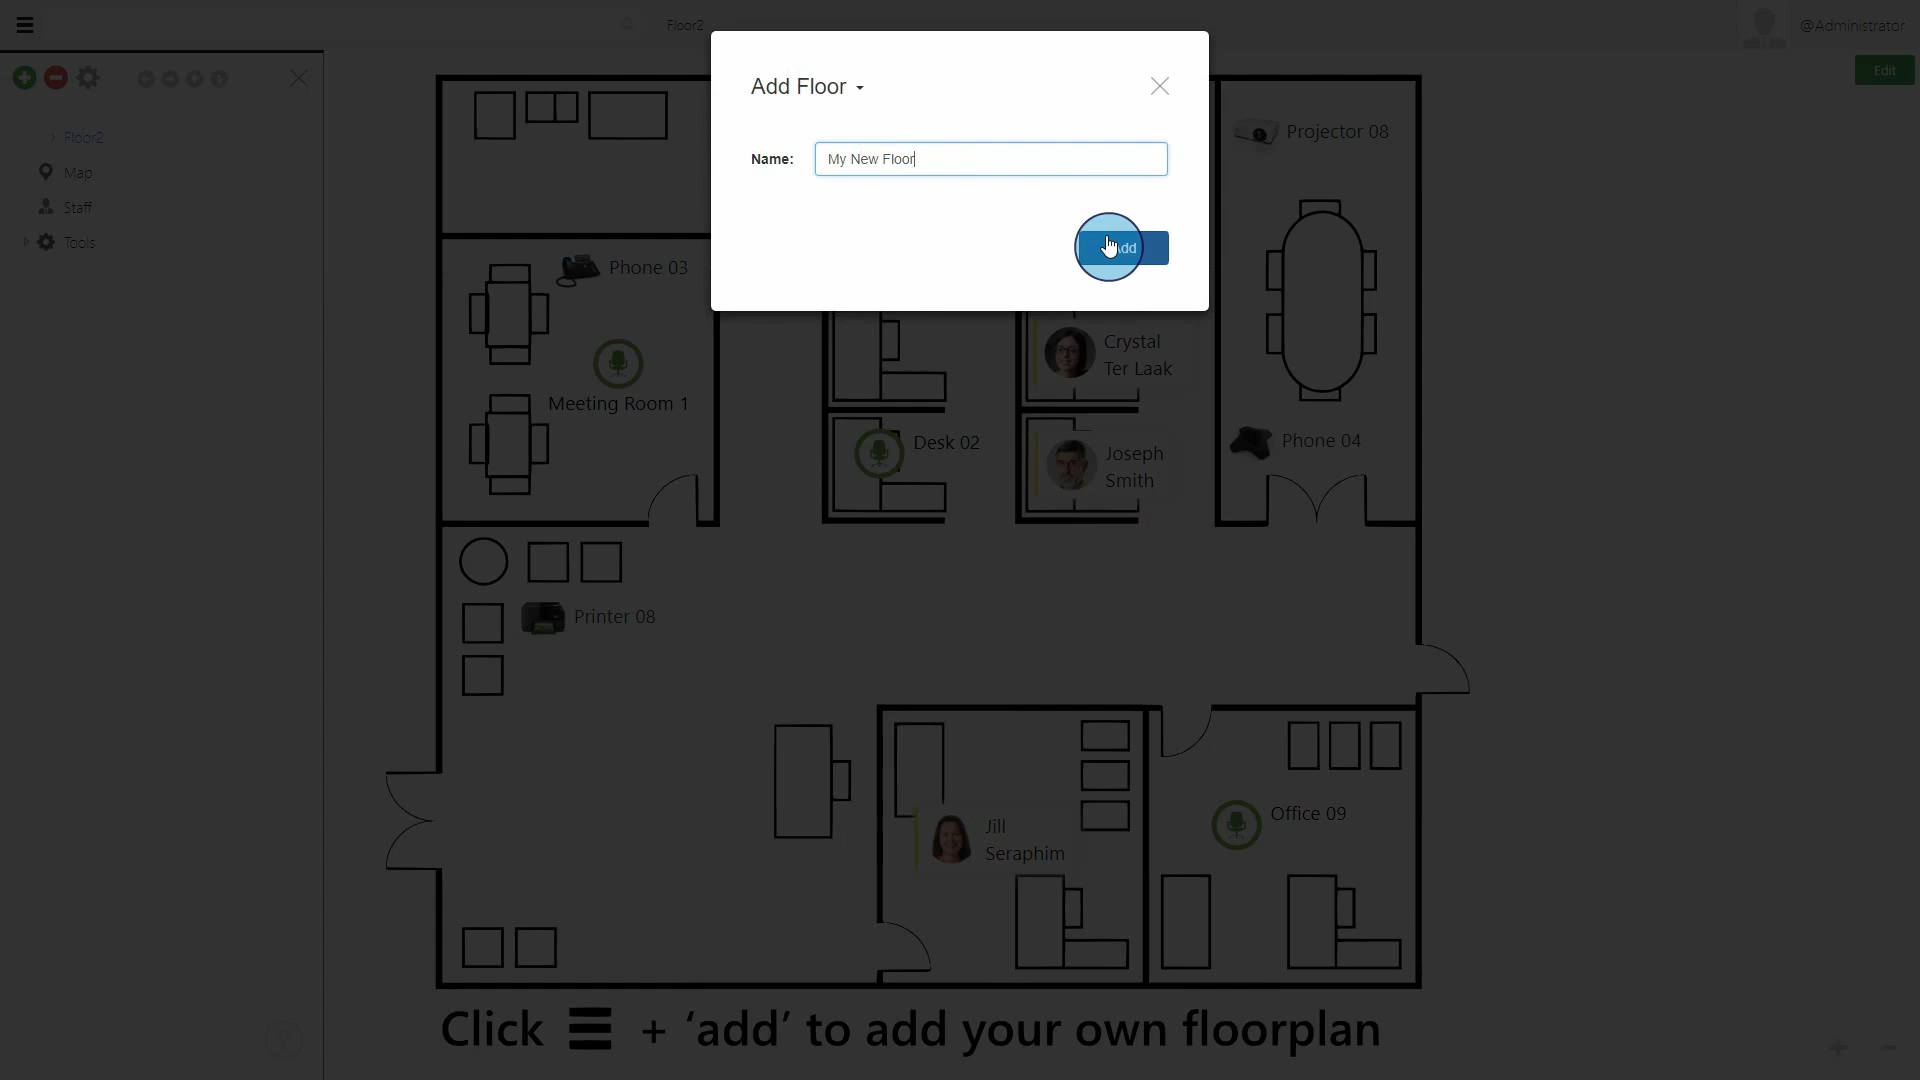 Floor2
@Administrator
Edit
Add Floor
Name: My New Floor
Add
Floor2
Map
Staff
Tools
Projector 08
Phone 03
Meeting Room 1
Crystal
Ter Laak
Desk 02
Joseph
Smith
Phone 04
Printer 08
Jill
Seraphim
Office 09
Click + ‘add’ to add your own floorplan